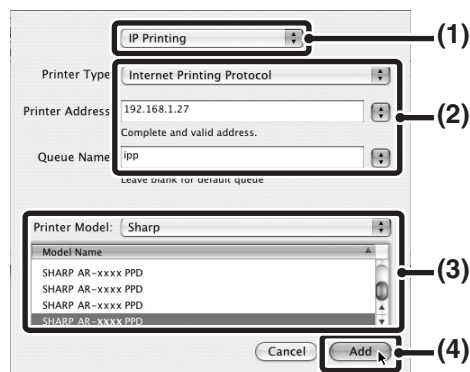 IP Printing
(1)
Printer Type
Internet Printing Protocol
Printer Address
192.168.1.27
(2)
Complete and valid address.
Queue Name
ipp
Leave blank for default queue
Printer Model:
Sharp
Model Name
SHARP AR-xxxx PPD
SHARP AR-xxxx PPD
(3)
SHARP AR-xxxx PPD
SHARP AR-xxxx PPD
Cancel
Add
(4)